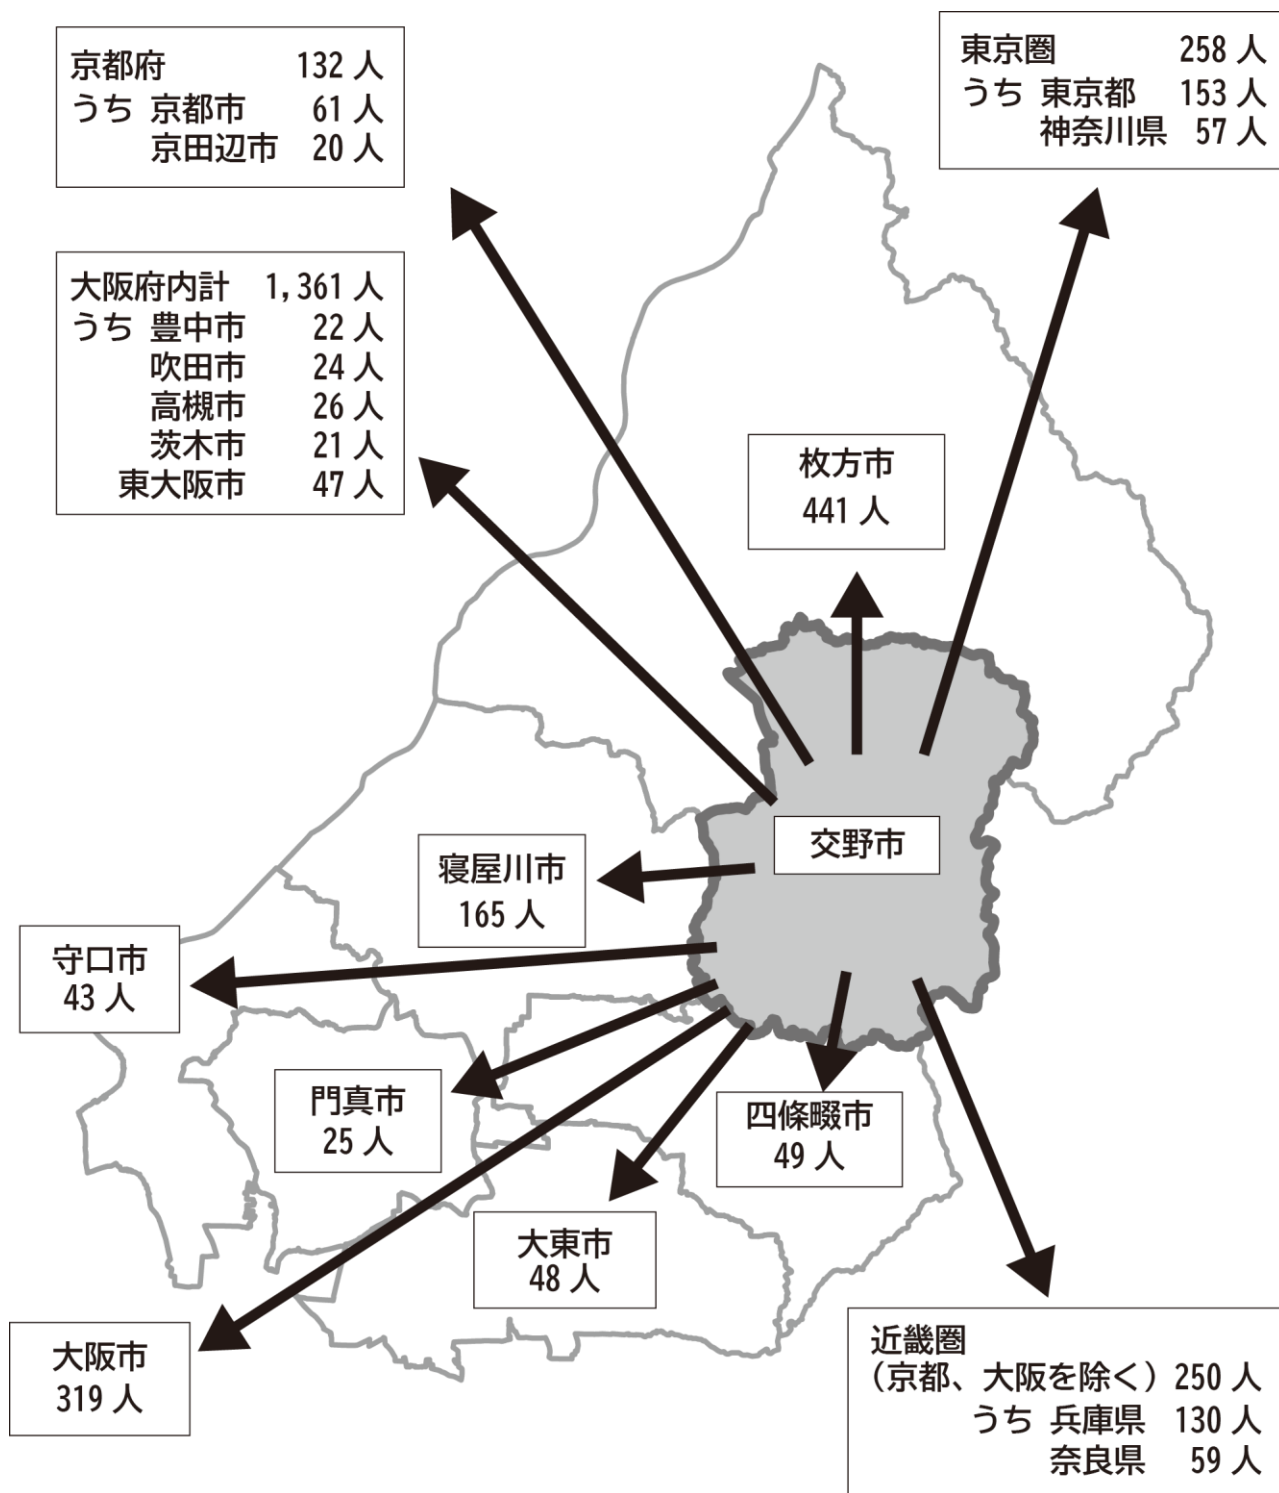 京都府 132 人
うち 京都市 61 人
京田辺市 20 人
東京圏 258 人
うち 東京都 153 人
神奈川県 57 人
大阪府内計 1,361 人
うち 豊中市 22 人
吹田市 24 人
高槻市 26 人
茨木市 21 人
東大阪市 47 人
枚方市
441 人
交野市
寝屋川市
165 人
守口市
43 人
門真市
25 人
四條畷市
49 人
大東市
48 人
大阪市
319 人
近畿圏
（京都、大阪を除く）250 人
うち 兵庫県 130 人
奈良県 59 人